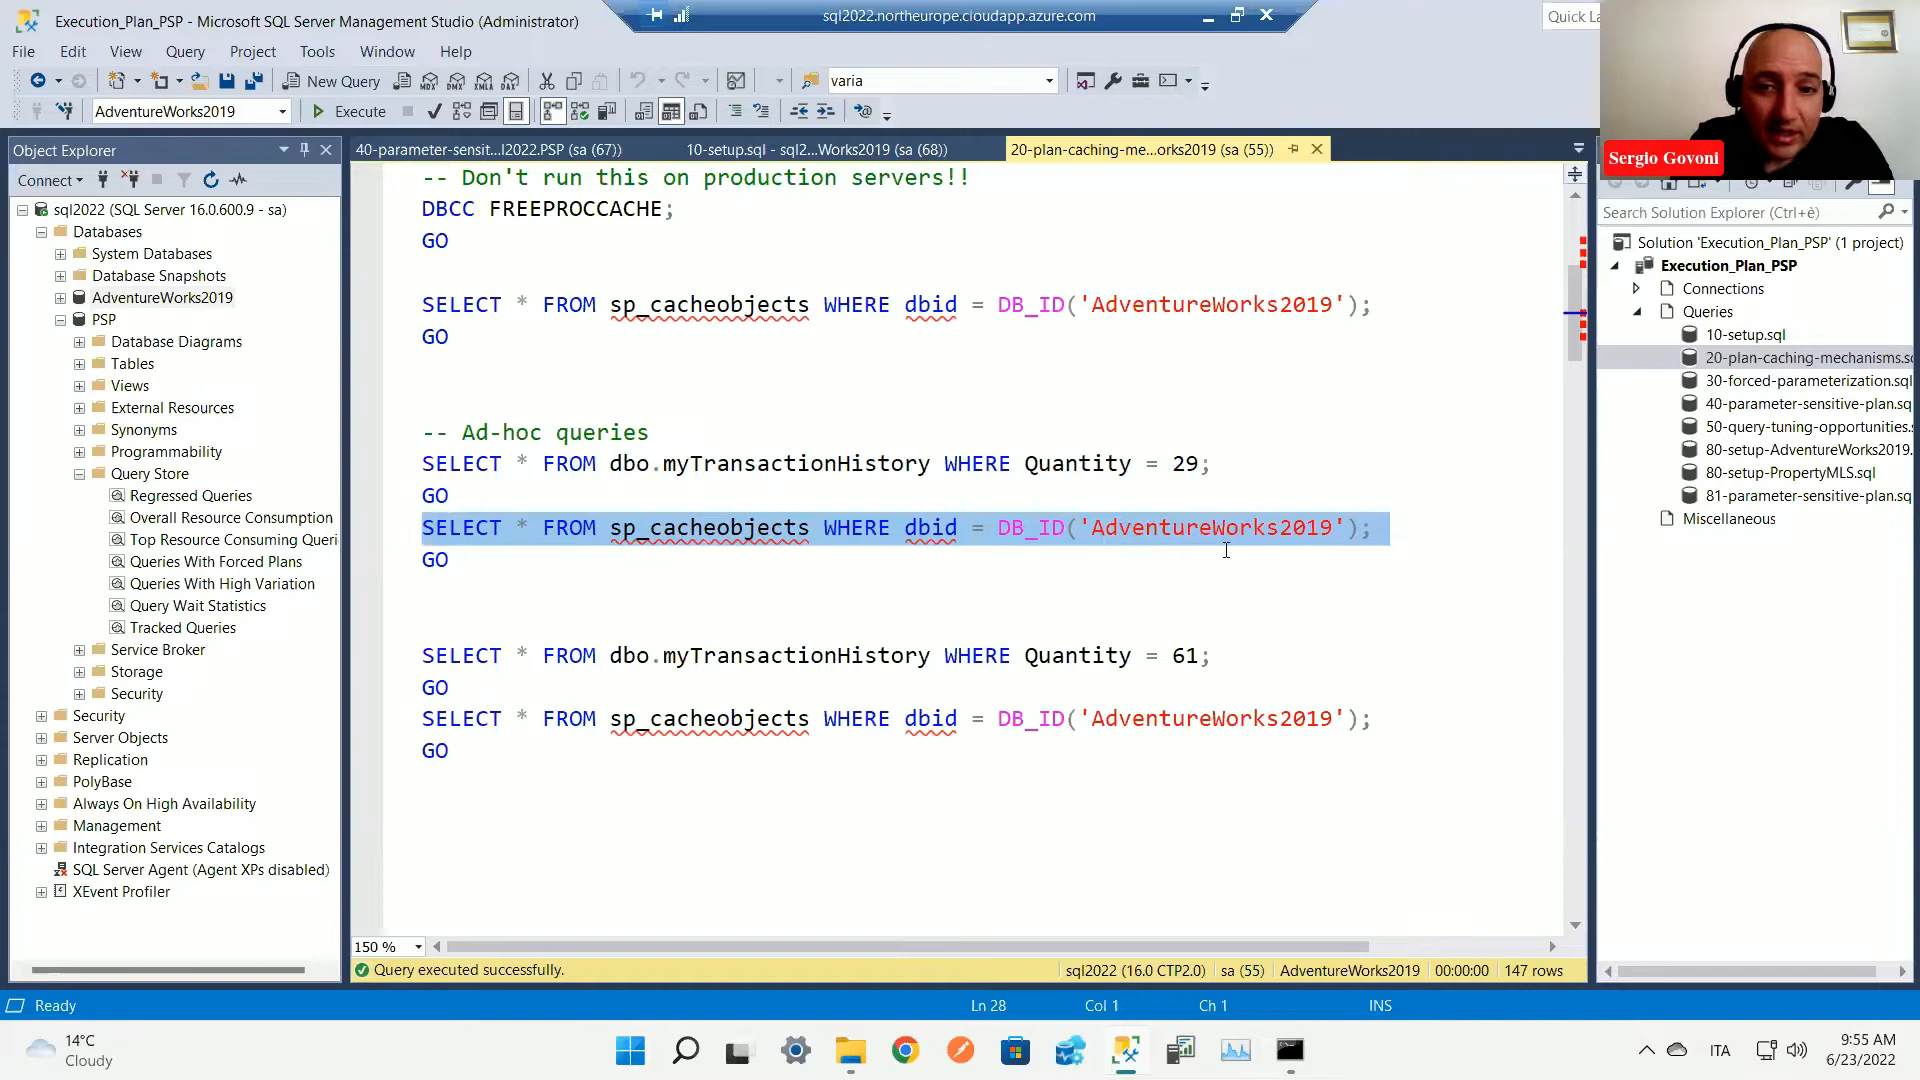 Execution_Plan_PSP - Microsoft SQL Server Management Studio (Administrator)
sql2022.northeurope.cloudapp.azure.com
Quick La
File Edit View Query Project Tools Window Help
New Query
MDX DMX XMLA DAX
varia
AdventureWorks2019
Execute
Sergio Govoni
Object Explorer
Connect
sql2022 (SQL Server 16.0.600.9 - sa)
Databases
System Databases
Database Snapshots
AdventureWorks2019
PSP
Database Diagrams
Tables
Views
External Resources
Synonyms
Programmability
Query Store
Regressed Queries
Overall Resource Consumption
Top Resource Consuming Queri
Queries With Forced Plans
Queries With High Variation
Query Wait Statistics
Tracked Queries
Service Broker
Storage
Security
Security
Server Objects
Replication
PolyBase
Always On High Availability
Management
Integration Services Catalogs
SQL Server Agent (Agent XPs disabled)
XEvent Profiler
40-parameter-sensit...l2022.PSP (sa (67))
10-setup.sql - sql2...Works2019 (sa (68))
20-plan-caching-me...orks2019 (sa (55))
-- Don't run this on production servers!!
DBCC FREEPROCCACHE;
GO
SELECT * FROM sp_cacheobjects WHERE dbid = DB_ID('AdventureWorks2019');
GO
-- Ad-hoc queries
SELECT * FROM dbo.myTransactionHistory WHERE Quantity = 29;
GO
SELECT * FROM sp_cacheobjects WHERE dbid = DB_ID('AdventureWorks2019');
GO
SELECT * FROM dbo.myTransactionHistory WHERE Quantity = 61;
GO
SELECT * FROM sp_cacheobjects WHERE dbid = DB_ID('AdventureWorks2019');
GO
150 %
Query executed successfully.
sql2022 (16.0 CTP2.0) sa (55) AdventureWorks2019 00:00:00 147 rows
Search Solution Explorer (Ctrl+è)
Solution 'Execution_Plan_PSP' (1 project)
Execution_Plan_PSP
Connections
Queries
10-setup.sql
20-plan-caching-mechanisms.sq
30-forced-parameterization.sql
40-parameter-sensitive-plan.sq
50-query-tuning-opportunities.s
80-setup-AdventureWorks2019.
80-setup-PropertyMLS.sql
81-parameter-sensitive-plan.sq
Miscellaneous
Ready
Ln 28 Col 1 Ch 1 INS
14°C
Cloudy
ITA
9:55 AM
6/23/2022